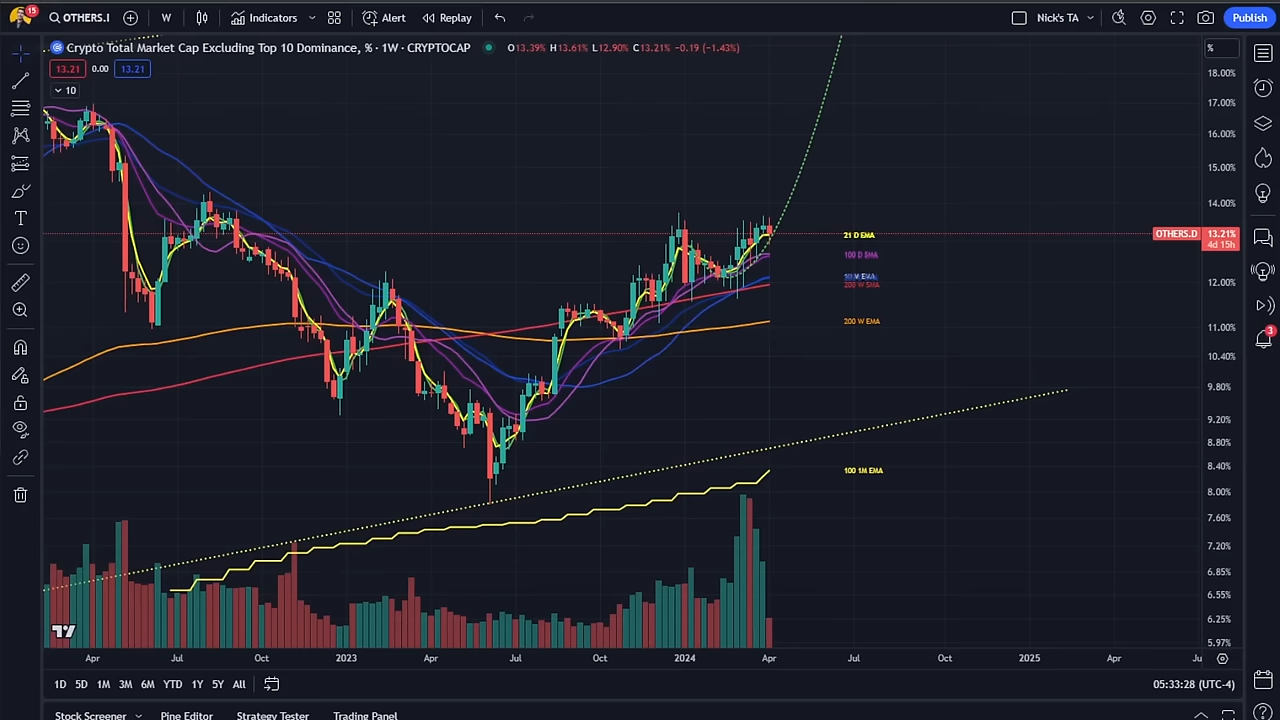 15
OTHERS.I
W
Indicators
Alert
Replay
Nick's TA
Publish
Crypto Total Market Cap Excluding Top 10 Dominance, % · 1W · CRYPTOCAP O13.39% H13.61% L12.90% C13.21% −0.19 (−1.43%)
13.21 0.00 13.21
10
%
18.00%
17.00%
16.00%
15.00%
14.00%
OTHERS.D 13.21%
4d 15h
12.00%
11.00%
10.40%
9.80%
9.20%
8.80%
8.40%
8.00%
7.60%
7.20%
6.85%
6.55%
6.25%
5.97%
21 D EMA
100 D SMA
200 W SMA
200 W EMA
100 1M EMA
3
Apr Jul Oct 2023 Apr Jul Oct 2024 Apr Jul Oct 2025 Apr Ju
1D 5D 1M 3M 6M YTD 1Y 5Y All
05:33:28 (UTC-4)
Stock Screener Pine Editor Strategy Tester Trading Panel